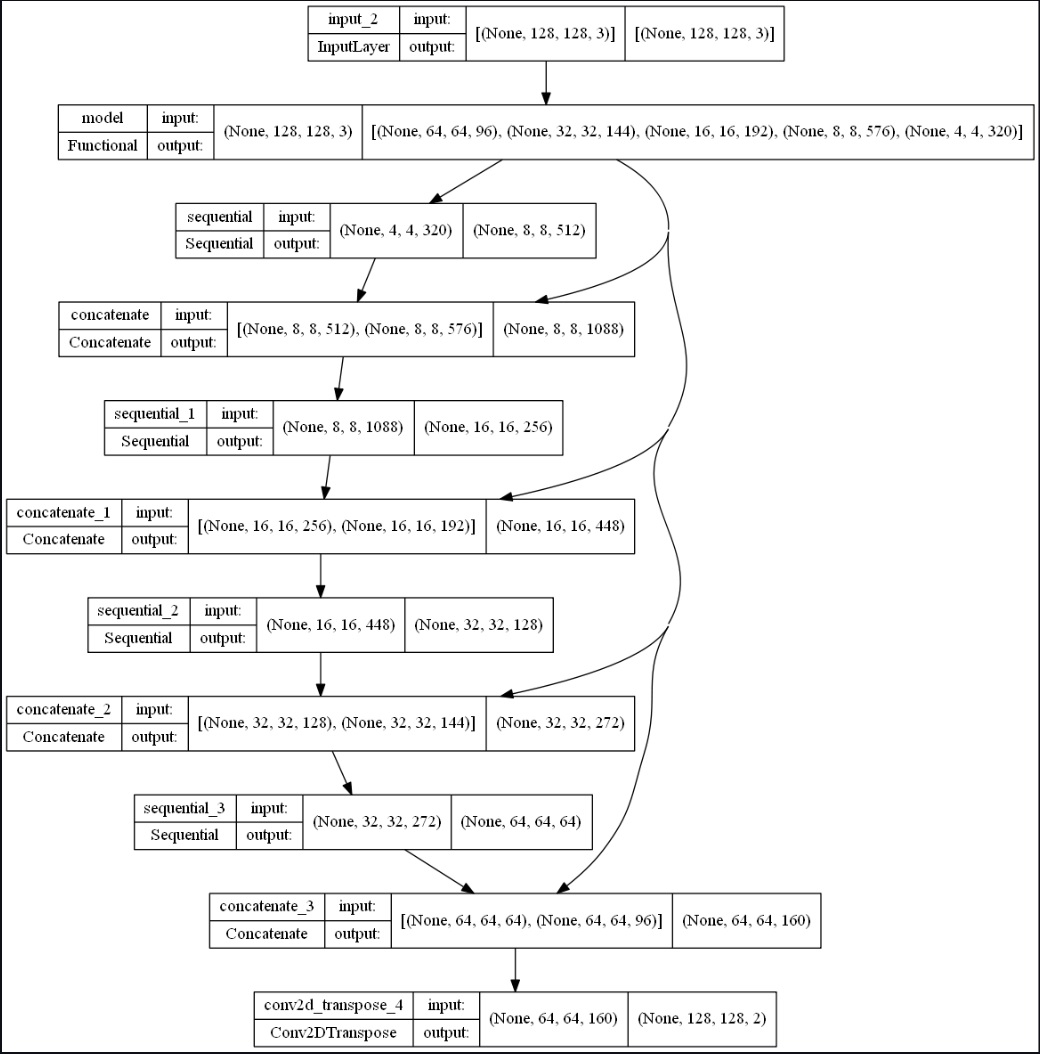 input_2 input: [(None, 128, 128, 3)] [(None, 128, 128, 3)]
InputLayer output:
model input: (None, 128, 128, 3) [(None, 64, 64, 96), (None, 32, 32, 144), (None, 16, 16, 192), (None, 8, 8, 576), (None, 4, 4, 320)]
Functional output:
sequential input: (None, 4, 4, 320) (None, 8, 8, 512)
Sequential output:
concatenate input: [(None, 8, 8, 512), (None, 8, 8, 576)] (None, 8, 8, 1088)
Concatenate output:
sequential_1 input: (None, 8, 8, 1088) (None, 16, 16, 256)
Sequential output:
concatenate_1 input: [(None, 16, 16, 256), (None, 16, 16, 192)] (None, 16, 16, 448)
Concatenate output:
sequential_2 input: (None, 16, 16, 448) (None, 32, 32, 128)
Sequential output:
concatenate_2 input: [(None, 32, 32, 128), (None, 32, 32, 144)] (None, 32, 32, 272)
Concatenate output:
sequential_3 input: (None, 32, 32, 272) (None, 64, 64, 64)
Sequential output:
concatenate_3 input: [(None, 64, 64, 64), (None, 64, 64, 96)] (None, 64, 64, 160)
Concatenate output:
conv2d_transpose_4 input: (None, 64, 64, 160) (None, 128, 128, 2)
Conv2DTranspose output: